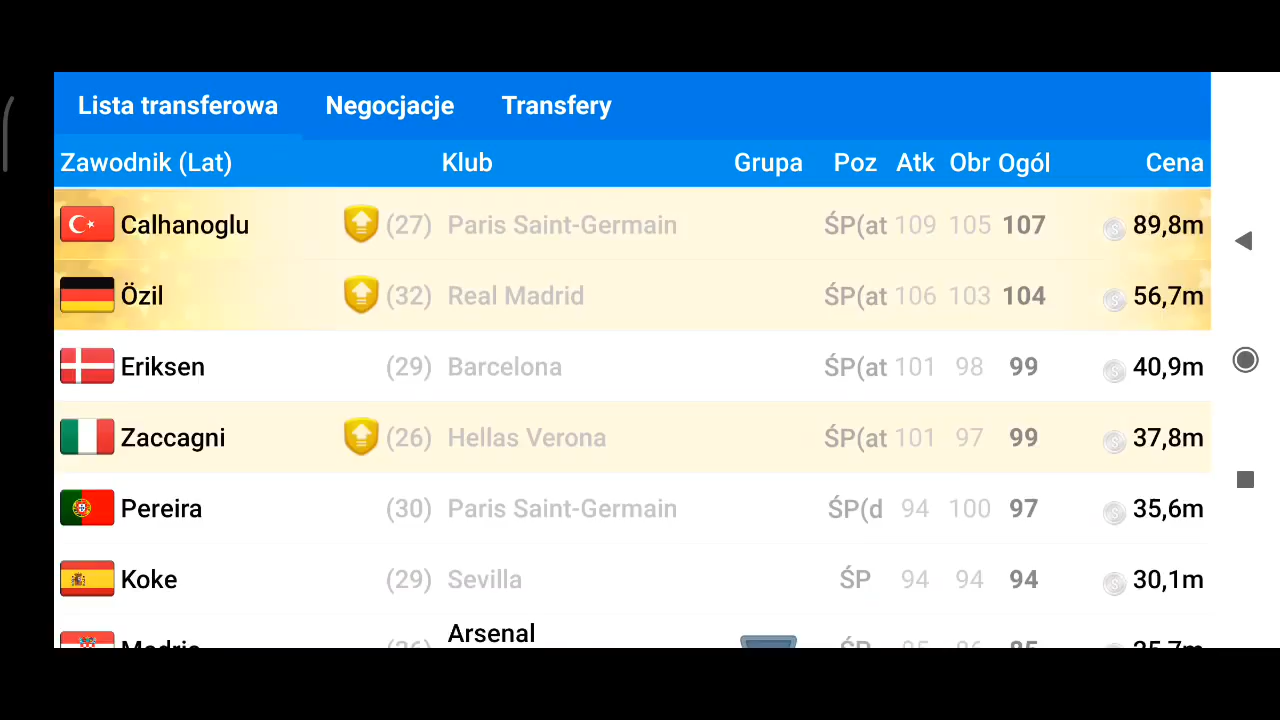 Lista transferowa Negocjacje Transfery
Zawodnik (Lat) Klub Grupa Poz Atk Obr Ogól Cena
Calhanoglu (27) Paris Saint-Germain ŚP(at 109 105 107 89,8m
Özil (32) Real Madrid ŚP(at 106 103 104 56,7m
Eriksen (29) Barcelona ŚP(at 101 98 99 40,9m
Zaccagni (26) Hellas Verona ŚP(at 101 97 99 37,8m
Pereira (30) Paris Saint-Germain ŚP(d 94 100 97 35,6m
Koke (29) Sevilla ŚP 94 94 94 30,1m
Arsenal